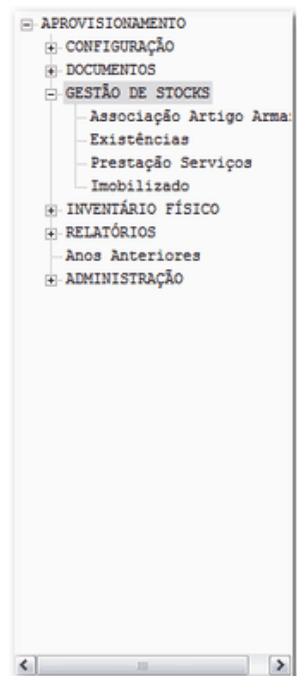 APROVISIONAMENTO
CONFIGURAÇÃO
DOCUMENTOS
GESTÃO DE STOCKS
Associação Artigo Arma
Existências
Prestação Serviços
Imobilizado
INVENTÁRIO FÍSICO
RELATÓRIOS
Anos Anteriores
ADMINISTRAÇÃO